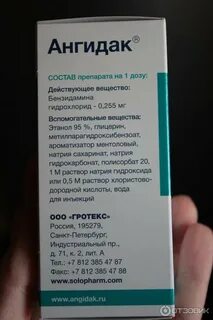 Ангидак®
СОСТАВ препарата на 1 дозу:
Действующее вещество:
Бензидамина
гидрохлорид - 0,255 мг
Вспомогательные вещества:
Этанол 95 %, глицерин,
метилпарагидроксибензоат,
ароматизатор ментоловый,
натрия сахаринат, натрия
гидрокарбонат, полисорбат 20,
1 М раствор натрия гидроксида
или 0,5 М раствор хлористово-
дородной кислоты, вода
для инъекций
ООО "ГРОТЕКС"
Россия, 195279,
Санкт-Петербург,
Индустриальный пр.,
д. 71, к. 2, лит. А
Тел. +7 812 385 47 87
Факс +7 812 385 47 88
www.solopharm.com
www.angidak.ru
ОТЗОВИК